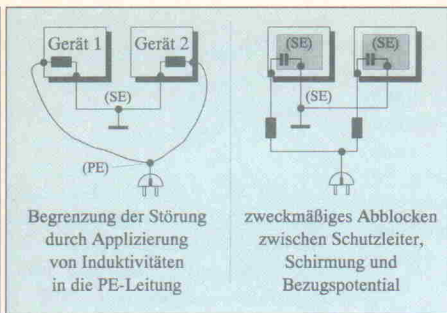 Gerät 1
Gerät 2
(SE)
(PE)
Begrenzung der Störung
durch Applizierung
von Induktivitäten
in die PE-Leitung
(SE)
(SE)
(SE)
zweckmäßiges Abblocken
zwischen Schutzleiter,
Schirmung und
Bezugspotential